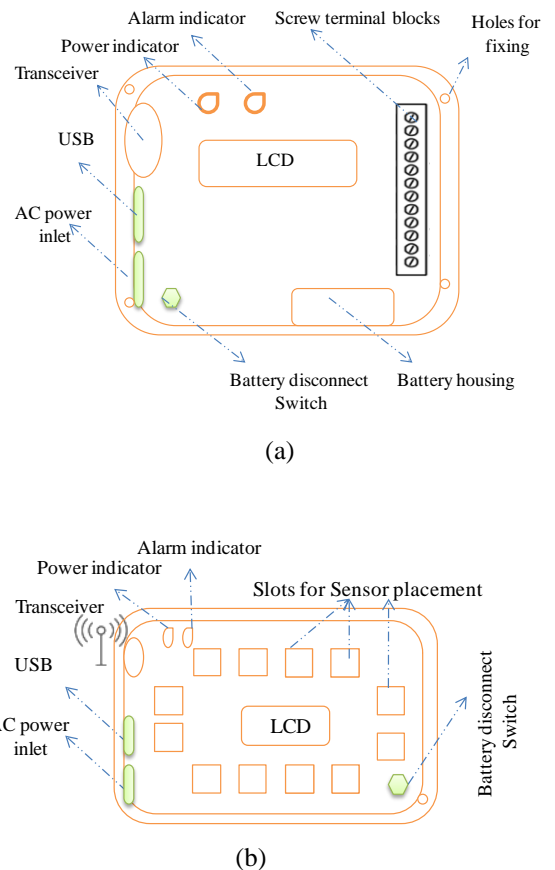 Alarm indicator
Screw terminal blocks
Holes for
fixing
Power indicator
Transceiver
USB
LCD
AC power
inlet
Battery disconnect
Switch
Battery housing
(a)
Alarm indicator
Power indicator
Slots for Sensor placement
Transceiver
USB
LCD
AC power
inlet
Battery disconnect
Switch
(b)